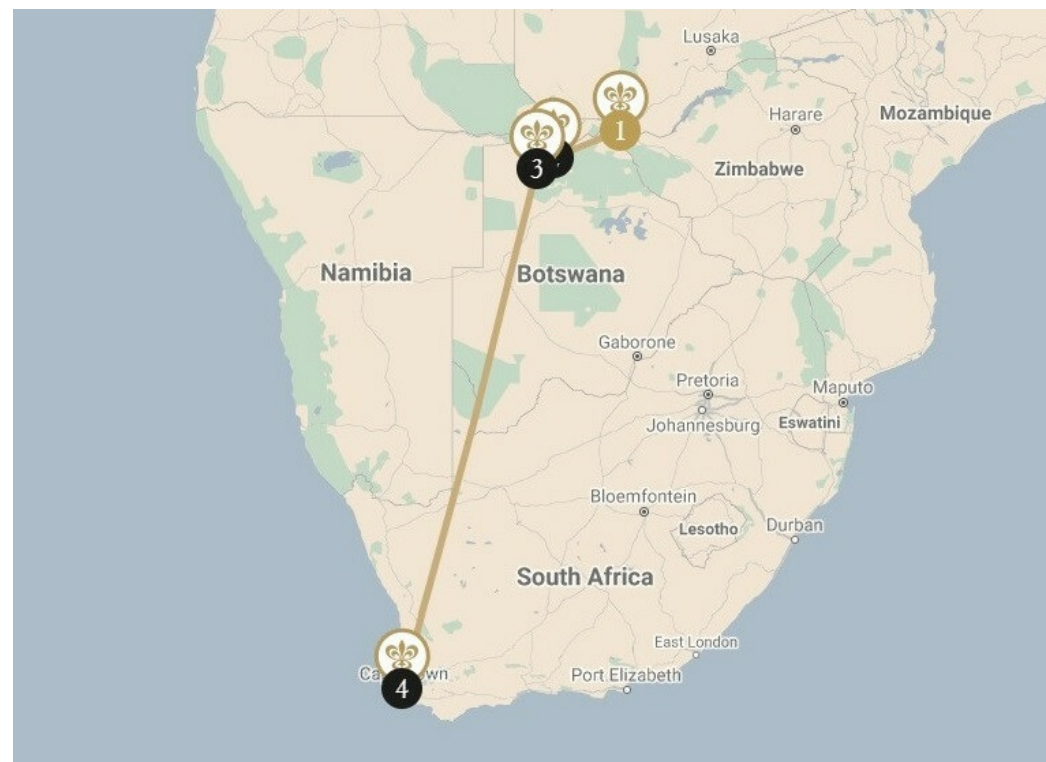 Lusaka
Harare
Mozambique
1
3
Zimbabwe
Namibia
Botswana
Gaborone
Pretoria
Maputo
Johannesburg
Eswatini
Bloemfontein
Lesotho
Durban
South Africa
East London
Port Elizabeth
4